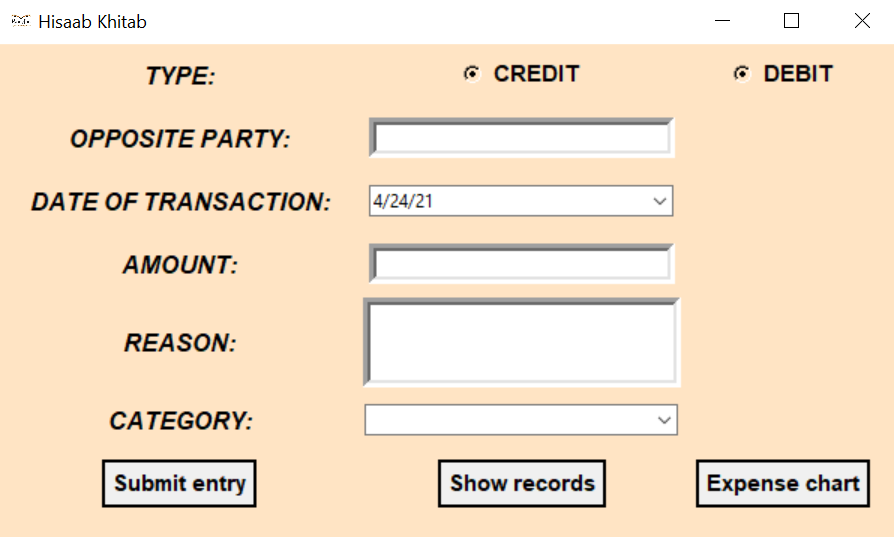 Hisaab Khitab
TYPE: CREDIT DEBIT
OPPOSITE PARTY:
DATE OF TRANSACTION: 4/24/21
AMOUNT:
REASON:
CATEGORY:
Submit entry Show records Expense chart